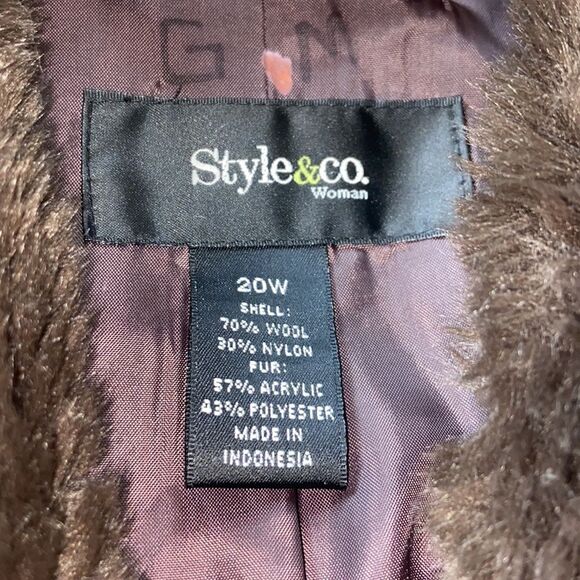 G M
Style&co.
Woman
20W
SHELL:
70% WOOL
30% NYLON
FUR:
57% ACRYLIC
43% POLYESTER
MADE IN
INDONESIA